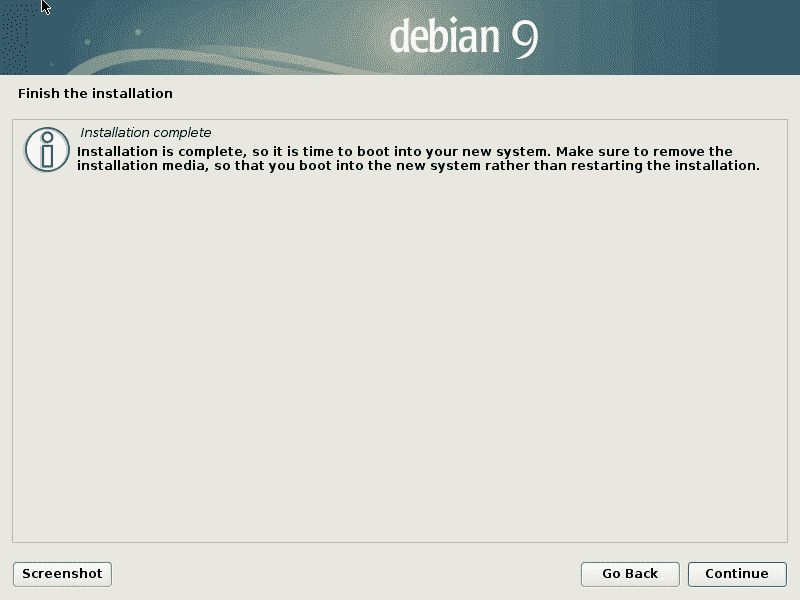 debian 9
Finish the installation
Installation complete
Installation is complete, so it is time to boot into your new system. Make sure to remove the
installation media, so that you boot into the new system rather than restarting the installation.
Screenshot
Go Back
Continue